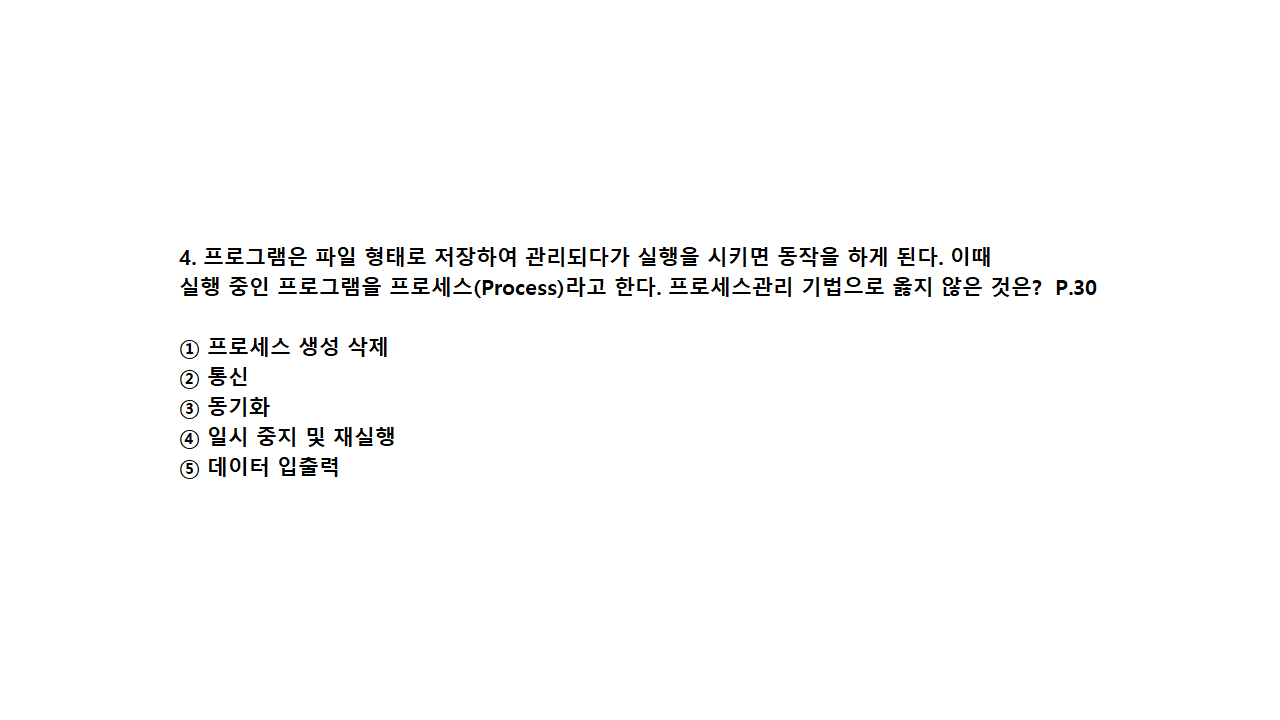 4. 프로그램은 파일 형태로 저장하여 관리되다가 실행을 시키면 동작을 하게 된다. 이때
실행 중인 프로그램을 프로세스(Process)라고 한다. 프로세스관리 기법으로 옳지 않은 것은? P.30
① 프로세스 생성 삭제
② 통신
③ 동기화
④ 일시 중지 및 재실행
⑤ 데이터 입출력